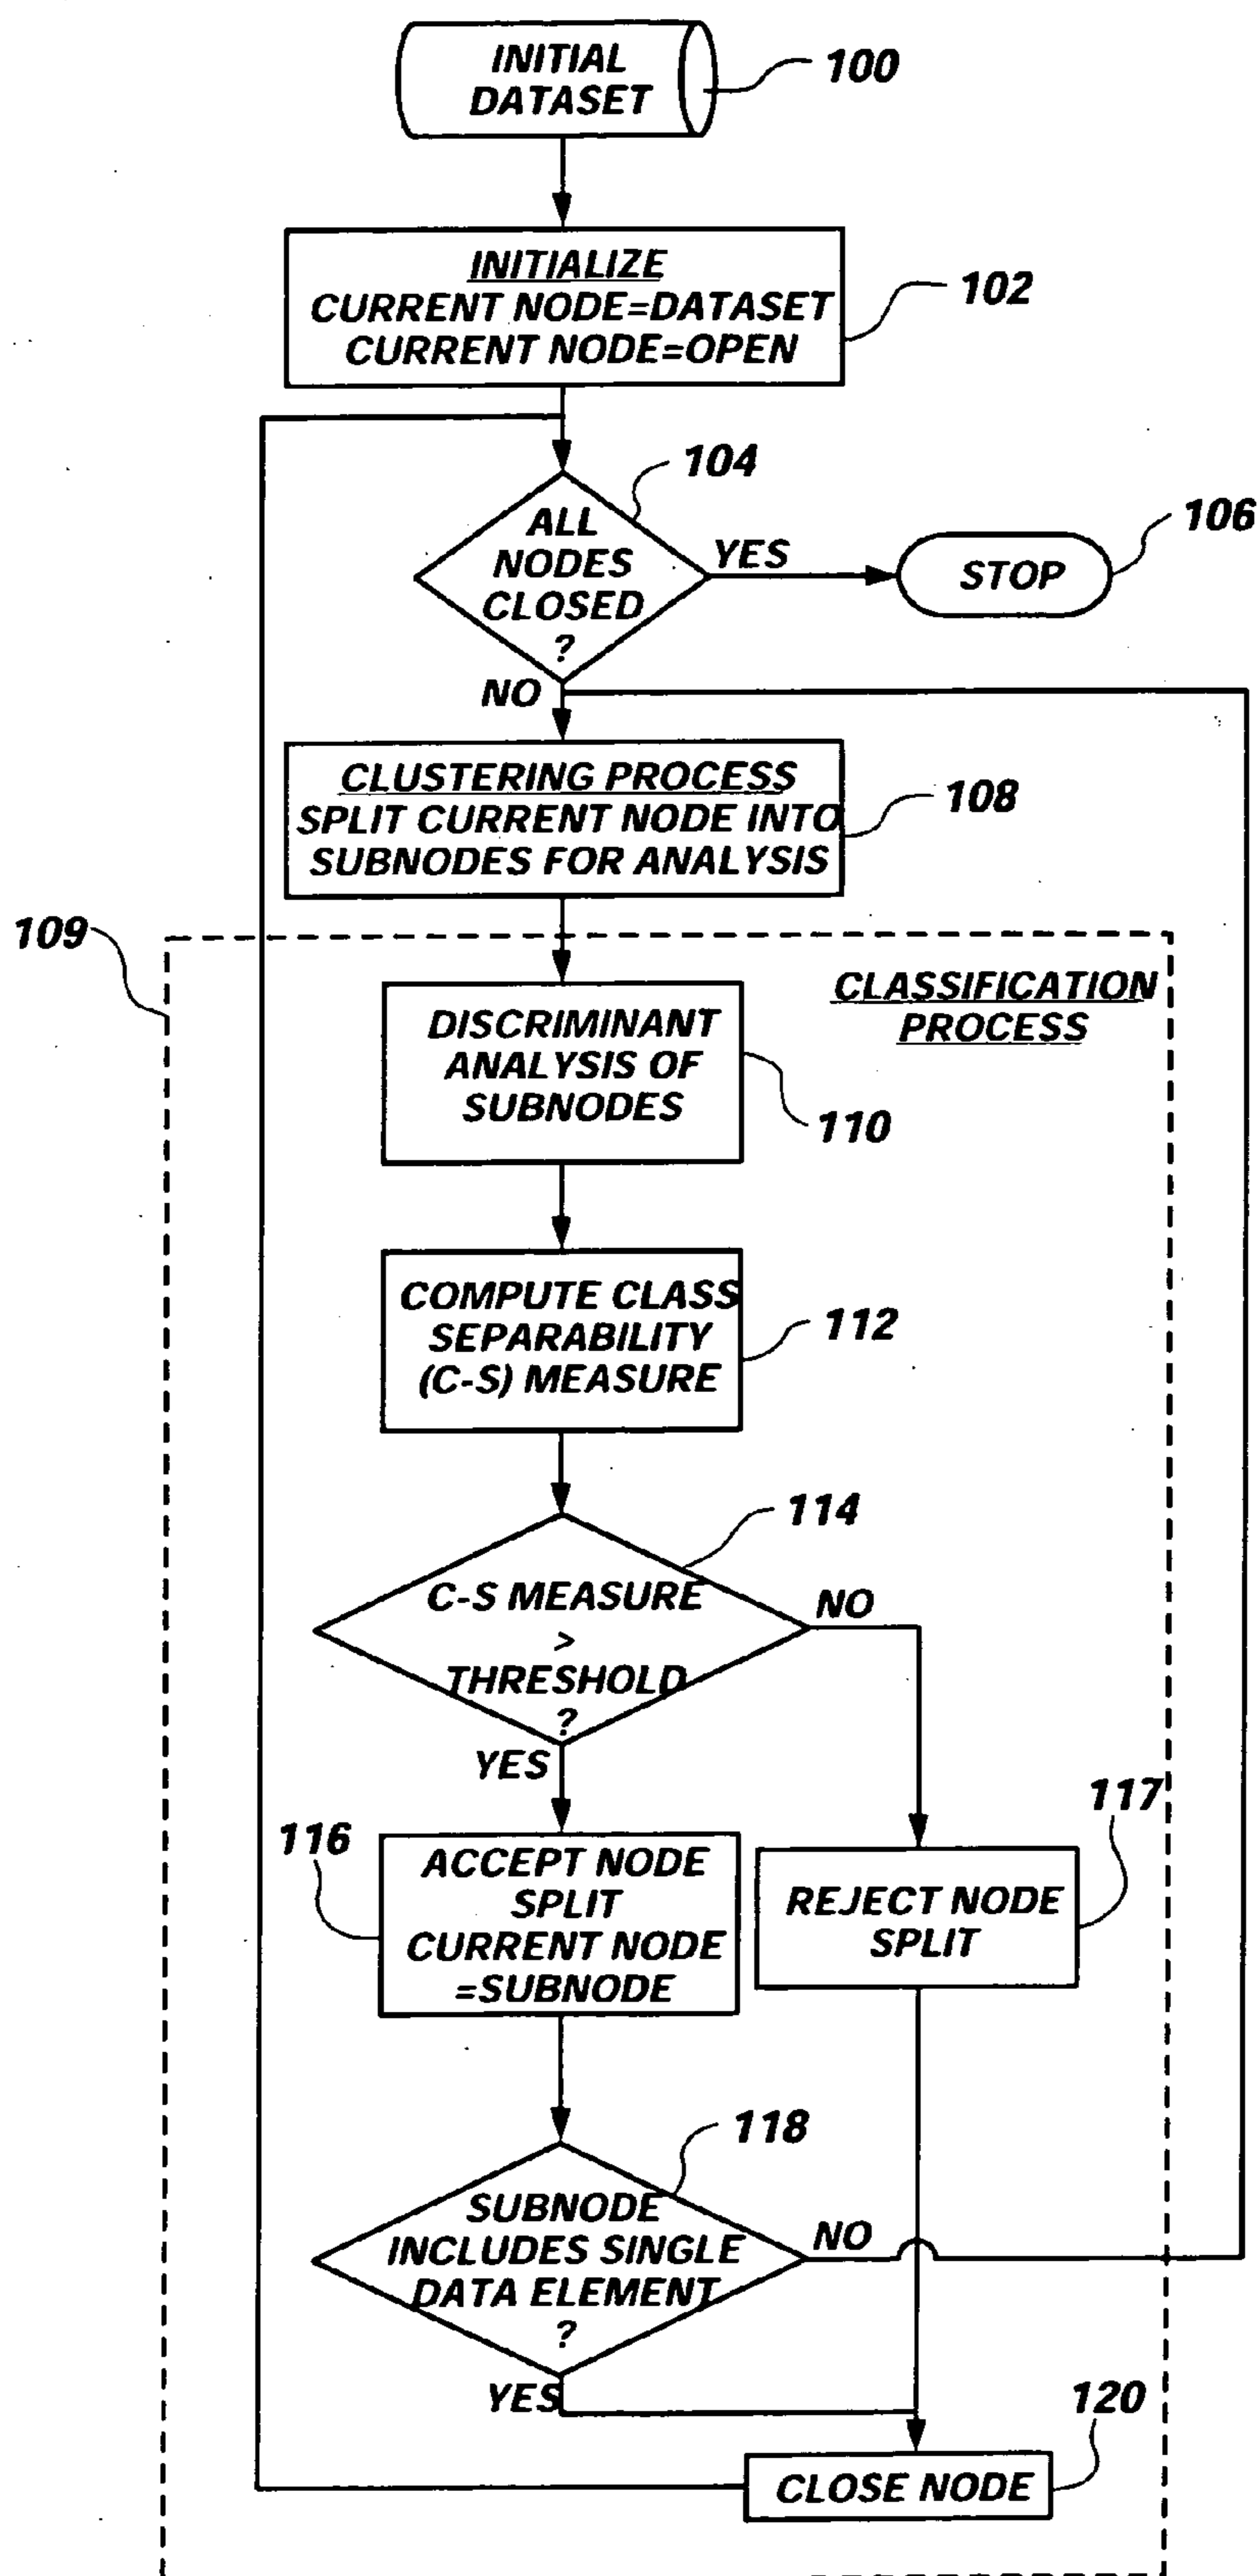 INITIAL
DATASET
100
INITIALIZE
CURRENT NODE=DATASET
CURRENT NODE=OPEN
102
104
ALL
NODES
CLOSED
?
YES
STOP
106
NO
CLUSTERING PROCESS
SPLIT CURRENT NODE INTO
SUBNODES FOR ANALYSIS
108
109
CLASSIFICATION
PROCESS
DISCRIMINANT
ANALYSIS OF
SUBNODES
110
COMPUTE CLASS
SEPARABILITY
(C-S) MEASURE
112
114
C-S MEASURE
>
THRESHOLD
?
NO
YES
116
ACCEPT NODE
SPLIT
CURRENT NODE
=SUBNODE
117
REJECT NODE
SPLIT
118
SUBNODE
INCLUDES SINGLE
DATA ELEMENT
?
NO
YES
120
CLOSE NODE